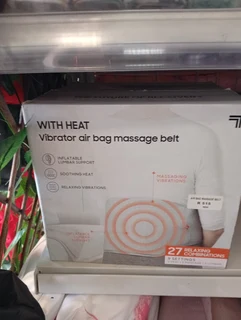 WITH HEAT
Vibrator air bag massage belt
INFLATABLE
LUMBAR SUPPORT
SOOTHING HEAT
RELAXING VIBRATIONS
MASSAGING
VIBRATIONS
27 RELAXING
COMBINATIONS